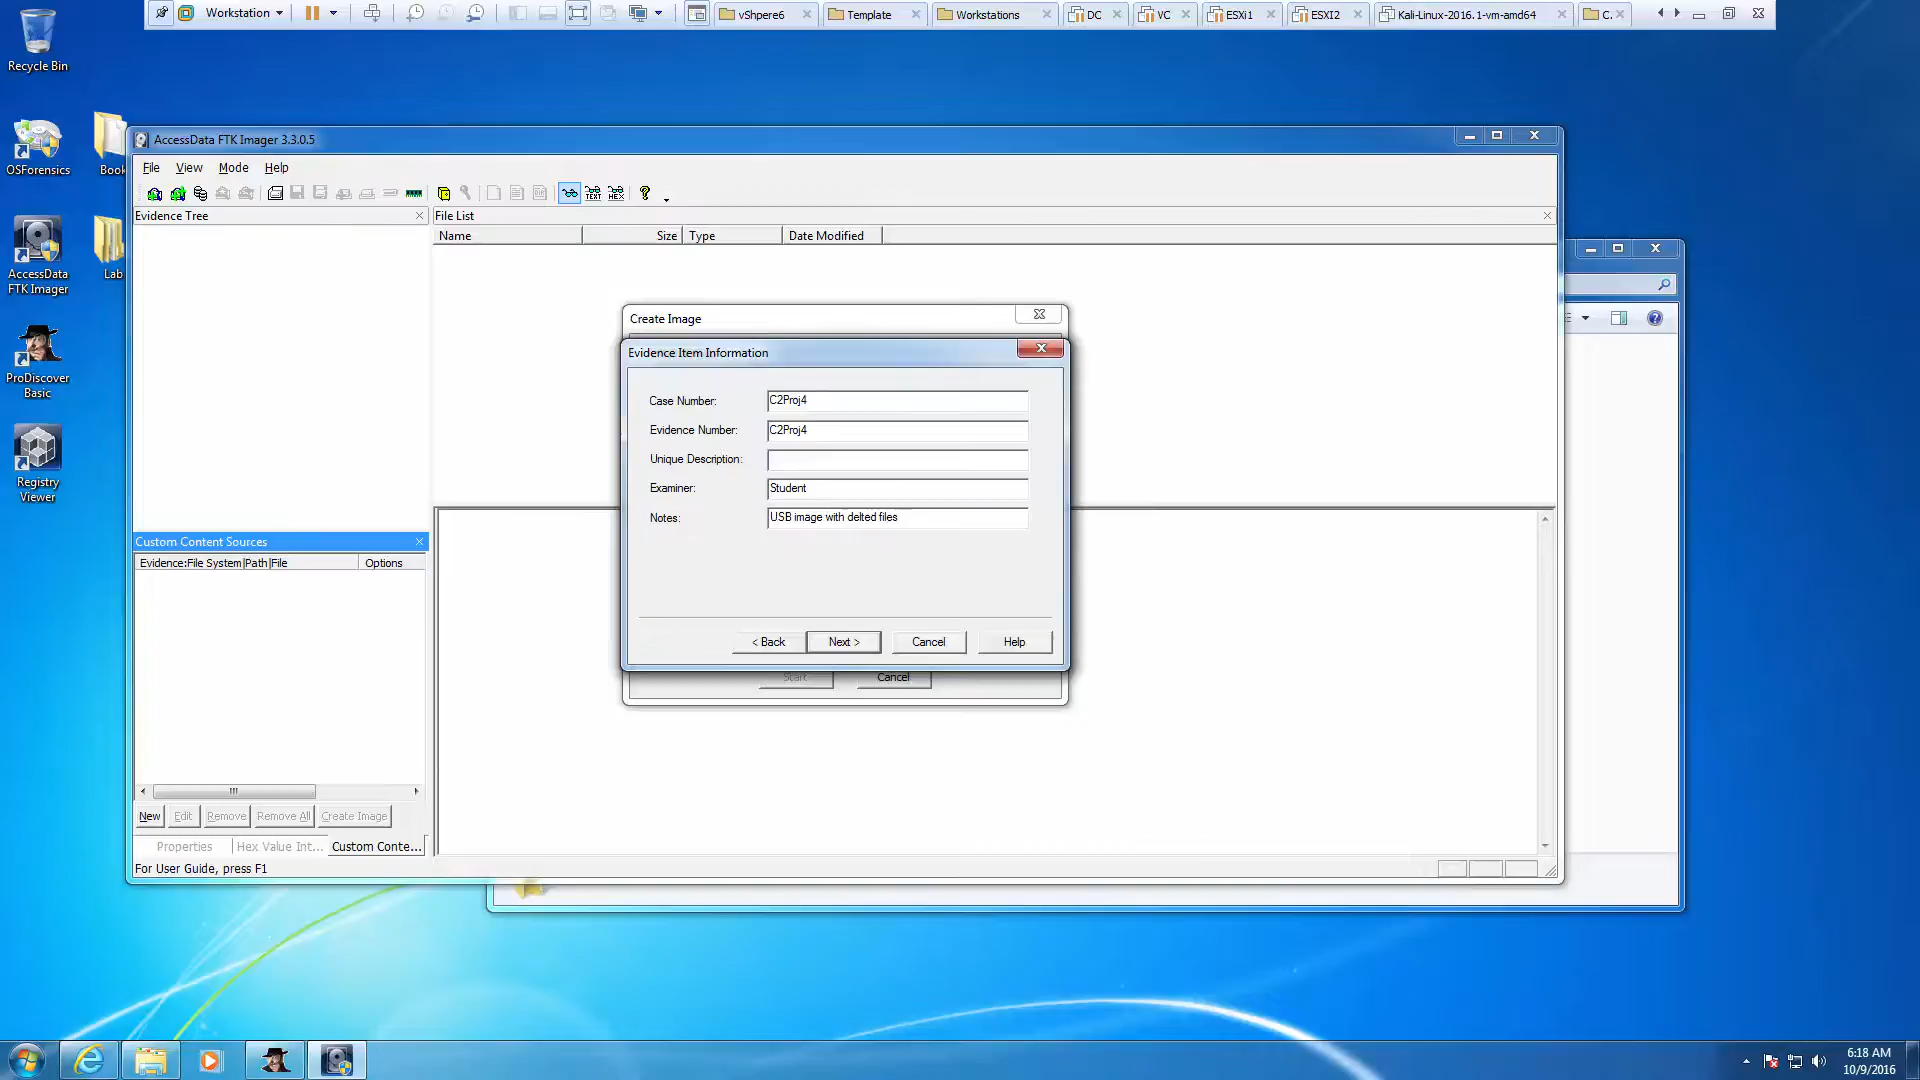 Workstation
vShpere6
Template
Workstations
DC
VC
ESXi1
ESXI2
Kali-Linux-2016.1-vm-amd64
C.
Recycle Bin
OSForensics
Book
AccessData
FTK Imager
Lab
ProDiscover
Basic
Registry
Viewer
AccessData FTK Imager 3.3.0.5
File View Mode Help
TEXT
HEX
Evidence Tree
File List
Name Size Type Date Modified
Create Image
Evidence Item Information
Case Number: C2Proj4
Evidence Number: C2Proj4
Unique Description:
Examiner: Student
Notes: USB image with delted files
< Back Next > Cancel Help
Start Cancel
Custom Content Sources
Evidence:File System|Path|File Options
New Edit Remove Remove All Create Image
Properties Hex Value Int... Custom Conte...
For User Guide, press F1
6:18 AM
10/9/2016